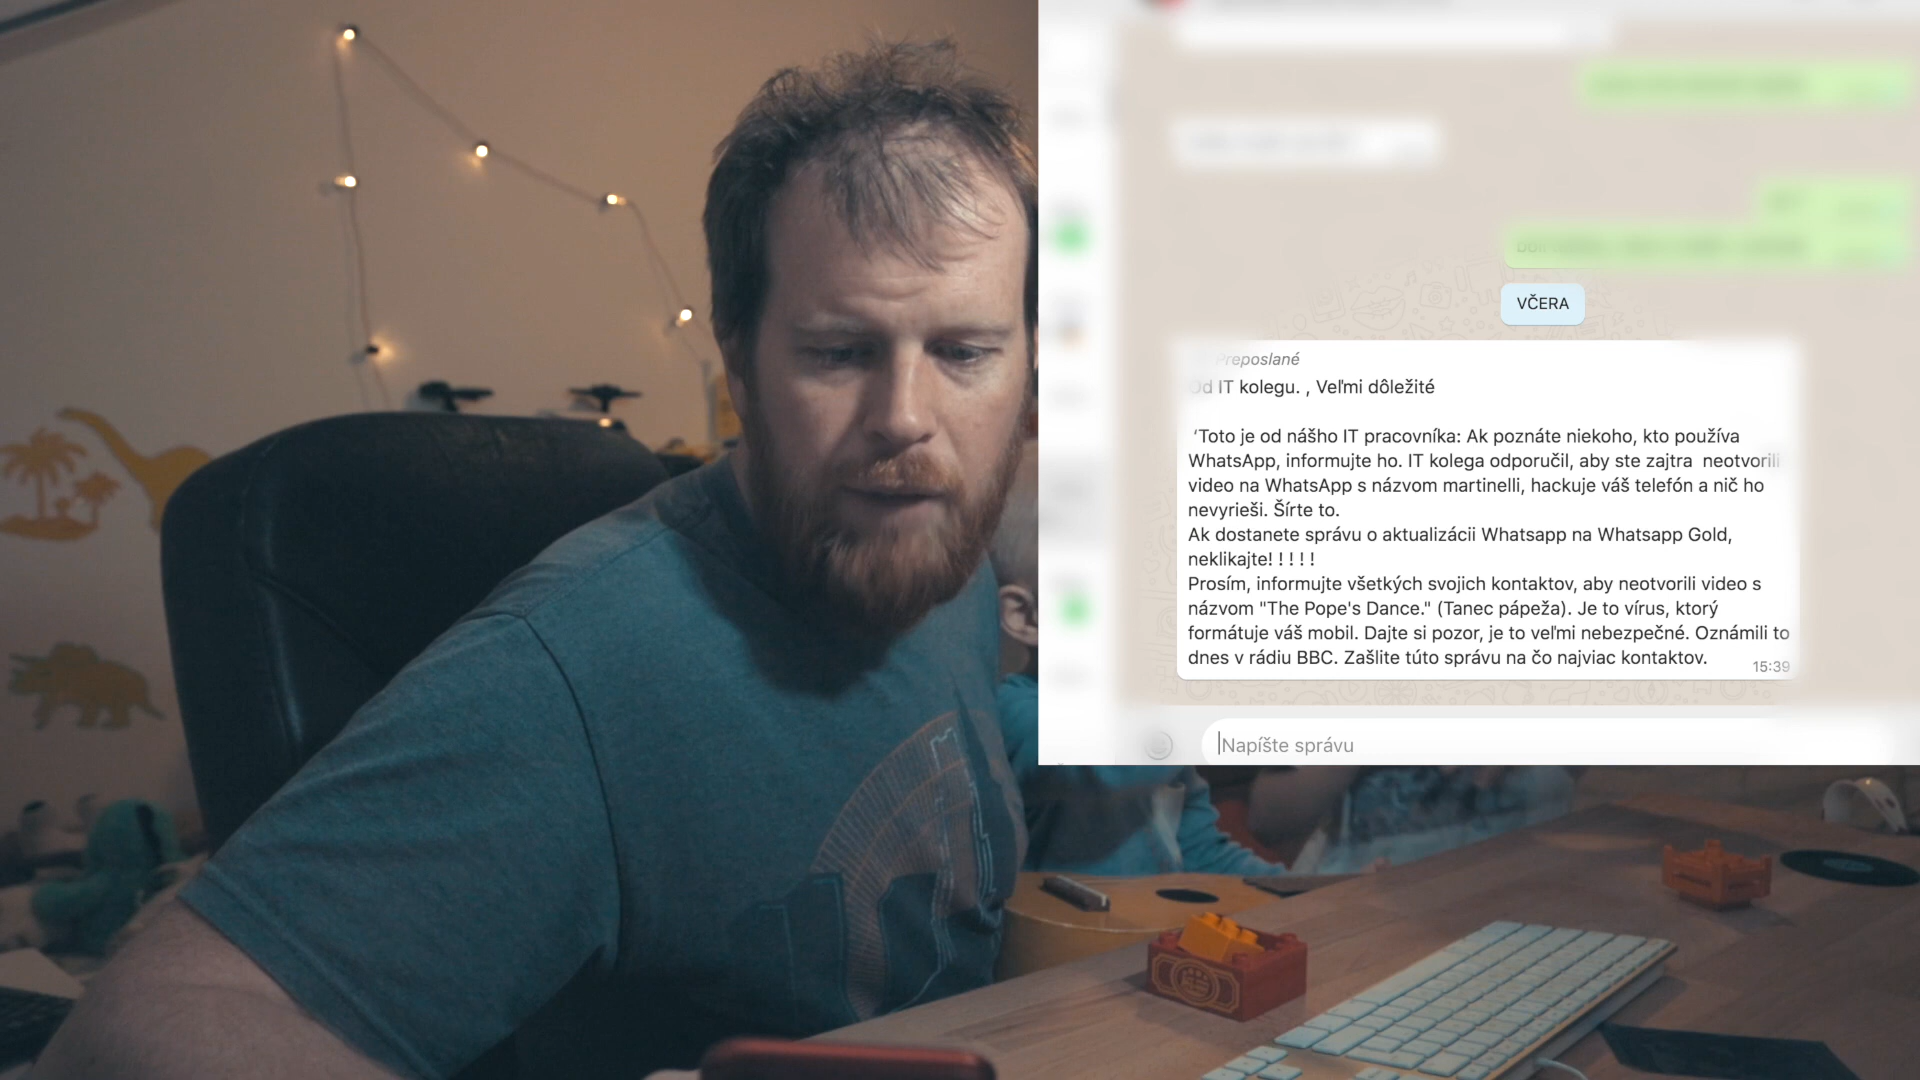 VČERA
Preposlané
Od IT kolegu. , Veľmi dôležité
‘Toto je od nášho IT pracovníka: Ak poznáte niekoho, kto používa
WhatsApp, informujte ho. IT kolega odporučil, aby ste zajtra  neotvorili
video na WhatsApp s názvom martinelli, hackuje váš telefón a nič ho
nevyrieši. Šírte to.
Ak dostanete správu o aktualizácii Whatsapp na Whatsapp Gold,
neklikajte! ! ! ! !
Prosím, informujte všetkých svojich kontaktov, aby neotvorili video s
názvom "The Pope's Dance." (Tanec pápeža). Je to vírus, ktorý
formátuje váš mobil. Dajte si pozor, je to veľmi nebezpečné. Oznámili to
dnes v rádiu BBC. Zašlite túto správu na čo najviac kontaktov.
15:39
Napíšte správu